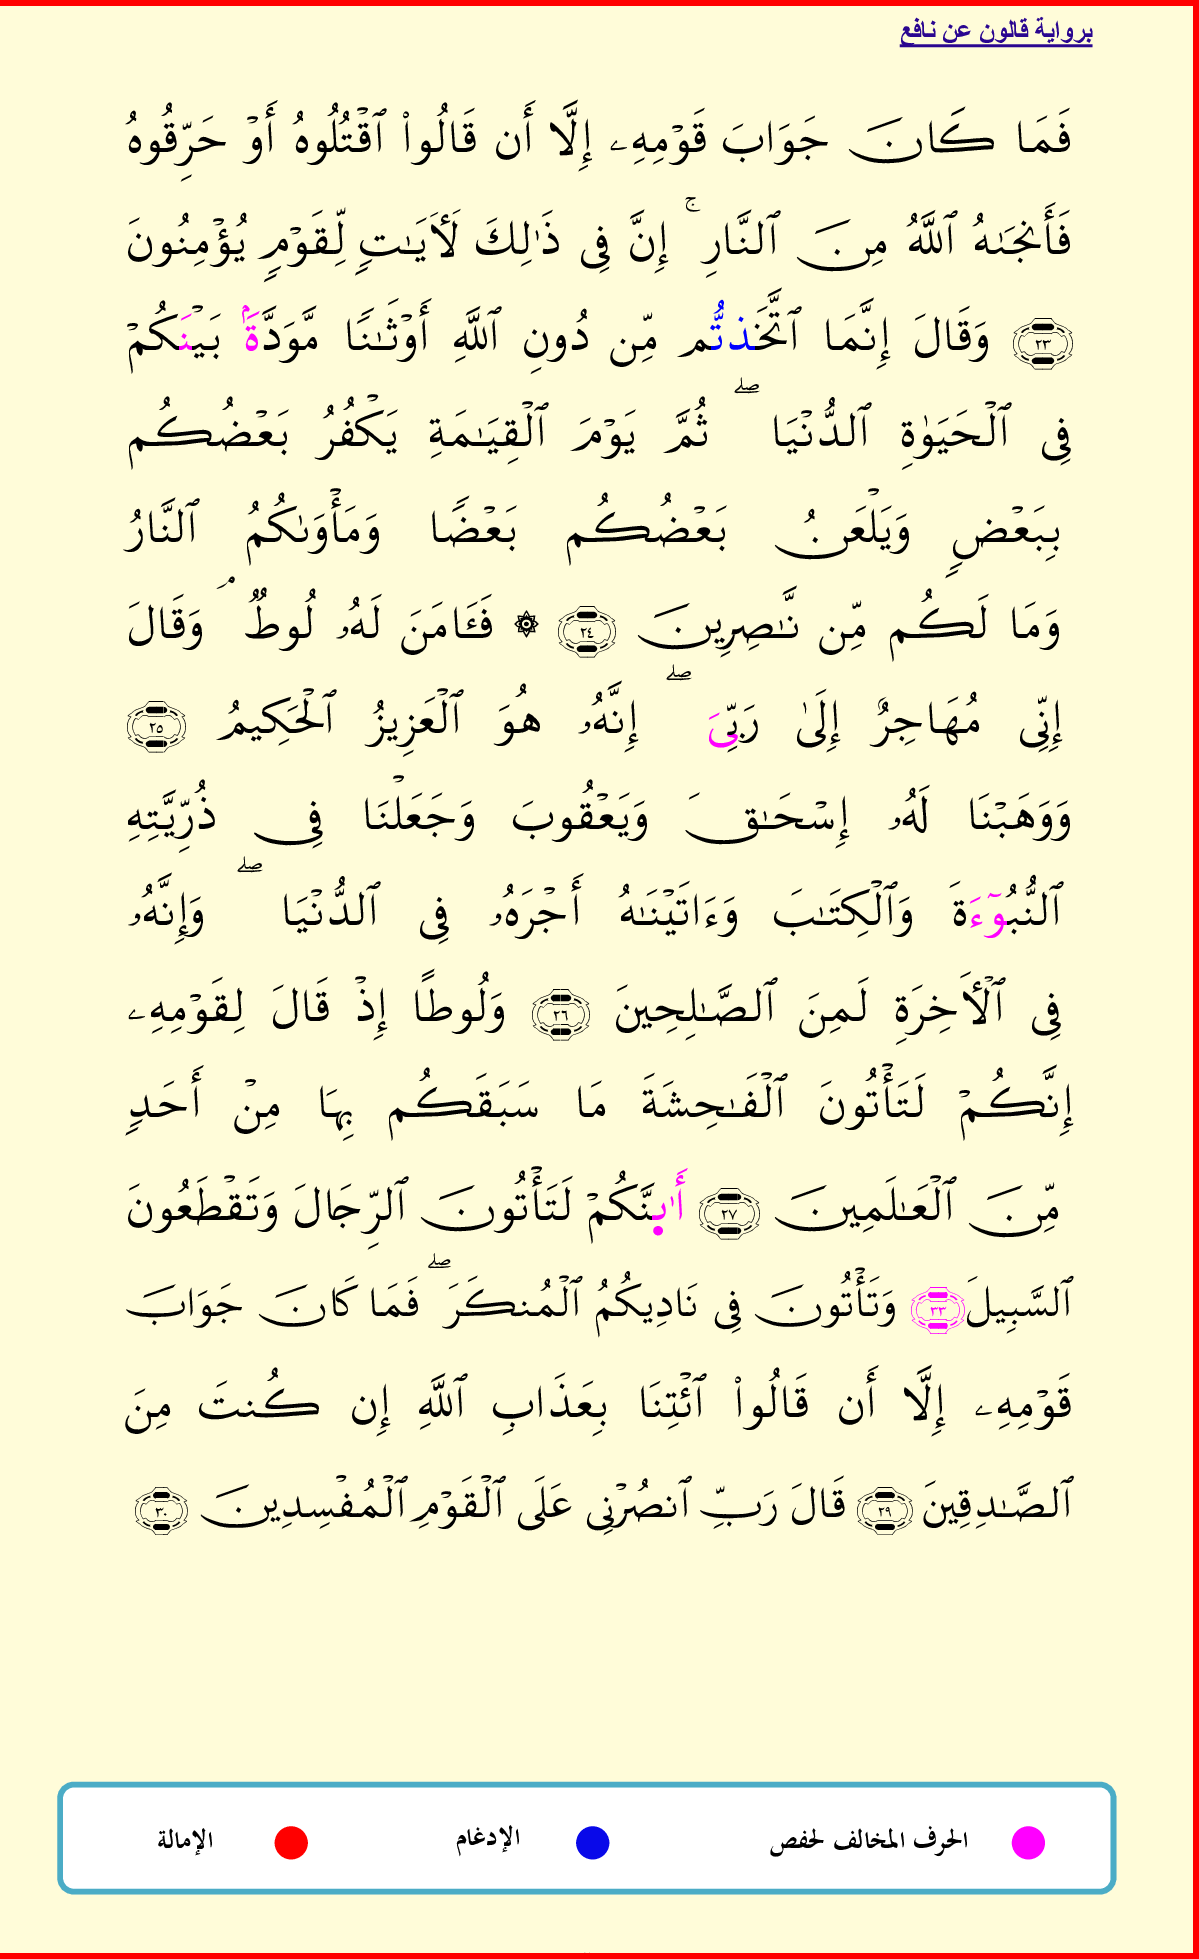 برواية قالون عن نافع
فَمَا كَانَ جَوَابَ قَوْمِهِۦ إِلَّا أَن قَالُوا۟ ٱقْتُلُوهُ أَوْ حَرِّقُوهُ
فَأَنجَىٰهُ ٱللَّهُ مِنَ ٱلنَّارِ ۚ إِنَّ فِى ذَٰلِكَ لَأٓيَـٰتٍ لِّقَوْمٍ يُؤْمِنُونَ
٢٣ وَقَالَ إِنَّمَا ٱتَّخَذتُّم مِّن دُونِ ٱللَّهِ أَوْثَـٰنًا مَّوَدَّةًۢ بَيْنَكُمْ
فِى ٱلْحَيَوٰةِ ٱلدُّنْيَا ۖ ثُمَّ يَوْمَ ٱلْقِيَـٰمَةِ يَكْفُرُ بَعْضُكُم
بِبَعْضٍ وَيَلْعَنُ بَعْضُكُم بَعْضًا وَمَأْوَىٰكُمُ ٱلنَّارُ
وَمَا لَكُم مِّن نَّـٰصِرِينَ ٢٤ ۞ فَـَٔامَنَ لَهُۥ لُوطٌ ۘ وَقَالَ
إِنِّى مُهَاجِرٌ إِلَىٰ رَبِّىَ ۖ إِنَّهُۥ هُوَ ٱلْعَزِيزُ ٱلْحَكِيمُ ٢٥
وَوَهَبْنَا لَهُۥ إِسْحَـٰقَ وَيَعْقُوبَ وَجَعَلْنَا فِى ذُرِّيَّتِهِ
ٱلنُّبُوٓءَةَ وَٱلْكِتَـٰبَ وَءَاتَيْنَـٰهُ أَجْرَهُۥ فِى ٱلدُّنْيَا ۖ وَإِنَّهُۥ
فِى ٱلْأَخِرَةِ لَمِنَ ٱلصَّـٰلِحِينَ ٢٦ وَلُوطًا إِذْ قَالَ لِقَوْمِهِۦ
إِنَّكُمْ لَتَأْتُونَ ٱلْفَـٰحِشَةَ مَا سَبَقَكُم بِهَا مِنْ أَحَدٍ
مِّنَ ٱلْعَـٰلَمِينَ ٢٧ أَا۬ىِٕنَّكُمْ لَتَأْتُونَ ٱلرِّجَالَ وَتَقْطَعُونَ
ٱلسَّبِيلَ ٣٣ وَتَأْتُونَ فِى نَادِيكُمُ ٱلْمُنكَرَ ۖ فَمَا كَانَ جَوَابَ
قَوْمِهِۦ إِلَّا أَن قَالُوا۟ ٱئْتِنَا بِعَذَابِ ٱللَّهِ إِن كُنتَ مِنَ
ٱلصَّـٰدِقِينَ ٢٩ قَالَ رَبِّ ٱنصُرْنِى عَلَى ٱلْقَوْمِ ٱلْمُفْسِدِينَ ٣٠
الحرف المخالف لحفص الإدغام الإمالة